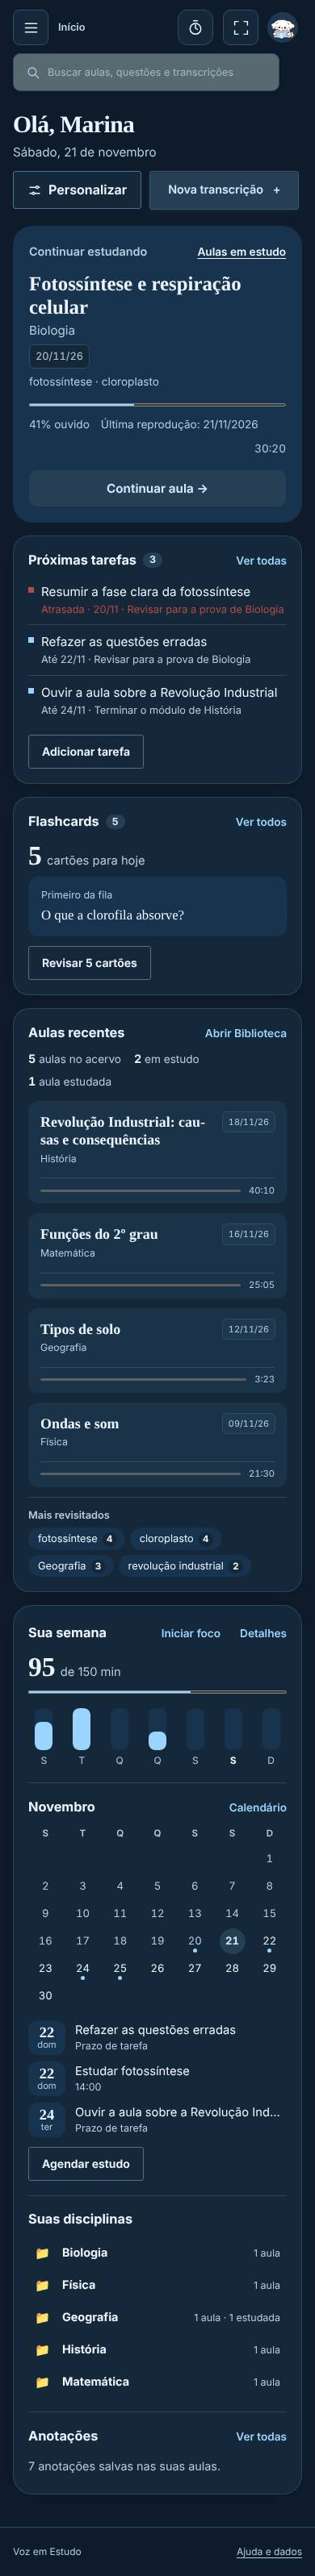 Início
Buscar aulas, questões e transcrições
Olá, Marina
Sábado, 21 de novembro
Personalizar
Nova transcrição +
Continuar estudando
Aulas em estudo
Fotossíntese e respiração
celular
Biologia
20/11/26
fotossíntese · cloroplasto
41% ouvido Última reprodução: 21/11/2026
30:20
Continuar aula →
Próximas tarefas 3
Ver todas
Resumir a fase clara da fotossíntese
Atrasada · 20/11 · Revisar para a prova de Biologia
Refazer as questões erradas
Até 22/11 · Revisar para a prova de Biologia
Ouvir a aula sobre a Revolução Industrial
Até 24/11 · Terminar o módulo de História
Adicionar tarefa
Flashcards 5
Ver todos
5 cartões para hoje
Primeiro da fila
O que a clorofila absorve?
Revisar 5 cartões
Aulas recentes
Abrir Biblioteca
5 aulas no acervo 2 em estudo
1 aula estudada
Revolução Industrial: cau-
sas e consequências
18/11/26
História
40:10
Funções do 2º grau
16/11/26
Matemática
25:05
Tipos de solo
12/11/26
Geografia
3:23
Ondas e som
09/11/26
Física
21:30
Mais revisitados
fotossíntese 4 cloroplasto 4
Geografia 3 revolução industrial 2
Sua semana
Iniciar foco
Detalhes
95 de 150 min
S T Q Q S S D
Novembro
Calendário
S T Q Q S S D
1
2 3 4 5 6 7 8
9 10 11 12 13 14 15
16 17 18 19 20 21 22
23 24 25 26 27 28 29
30
22 dom
Refazer as questões erradas
Prazo de tarefa
22 dom
Estudar fotossíntese
14:00
24 ter
Ouvir a aula sobre a Revolução Ind...
Prazo de tarefa
Agendar estudo
Suas disciplinas
Biologia 1 aula
Física 1 aula
Geografia 1 aula · 1 estudada
História 1 aula
Matemática 1 aula
Anotações
Ver todas
7 anotações salvas nas suas aulas.
Voz em Estudo
Ajuda e dados